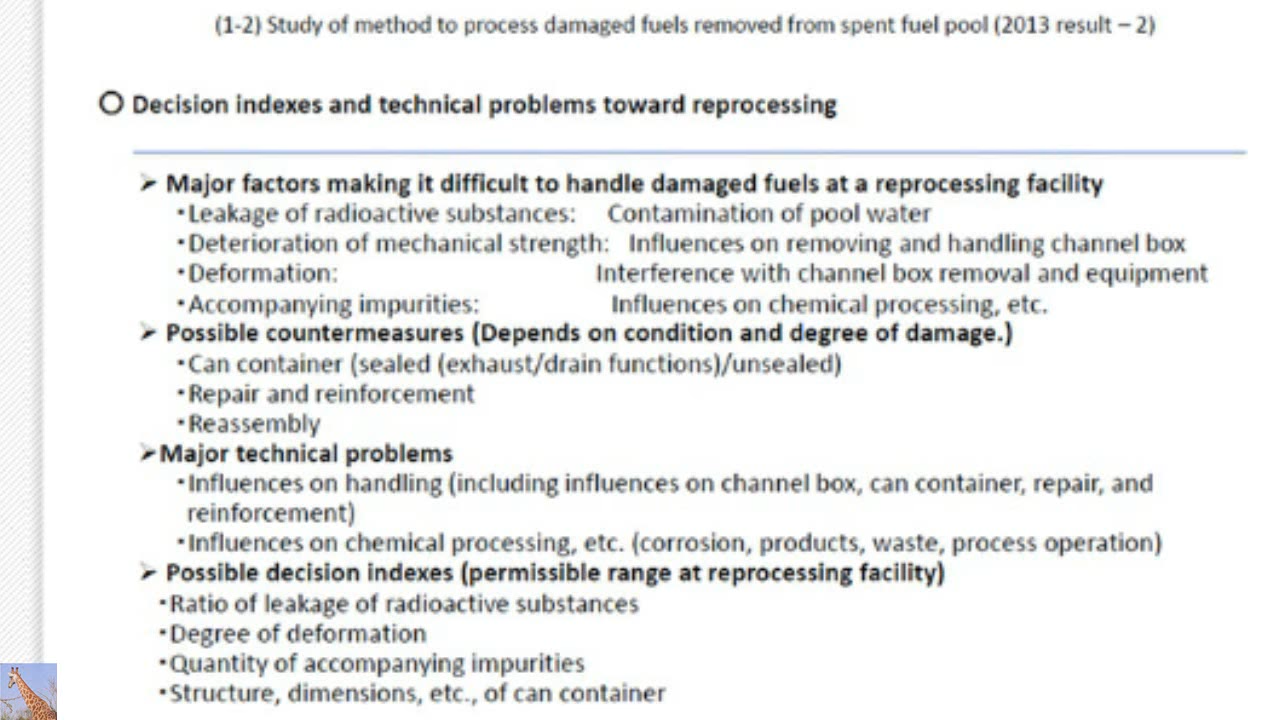 (1-2) Study of method to process damaged fuels removed from spent fuel pool (2013 result – 2)
O Decision indexes and technical problems toward reprocessing
➢ Major factors making it difficult to handle damaged fuels at a reprocessing facility
・Leakage of radioactive substances: Contamination of pool water
・Deterioration of mechanical strength: Influences on removing and handling channel box
・Deformation: Interference with channel box removal and equipment
・Accompanying impurities: Influences on chemical processing, etc.
➢ Possible countermeasures (Depends on condition and degree of damage.)
・Can container (sealed (exhaust/drain functions)/unsealed)
・Repair and reinforcement
・Reassembly
➢Major technical problems
・Influences on handling (including influences on channel box, can container, repair, and
reinforcement)
・Influences on chemical processing, etc. (corrosion, products, waste, process operation)
➢ Possible decision indexes (permissible range at reprocessing facility)
・Ratio of leakage of radioactive substances
・Degree of deformation
・Quantity of accompanying impurities
・Structure, dimensions, etc., of can container